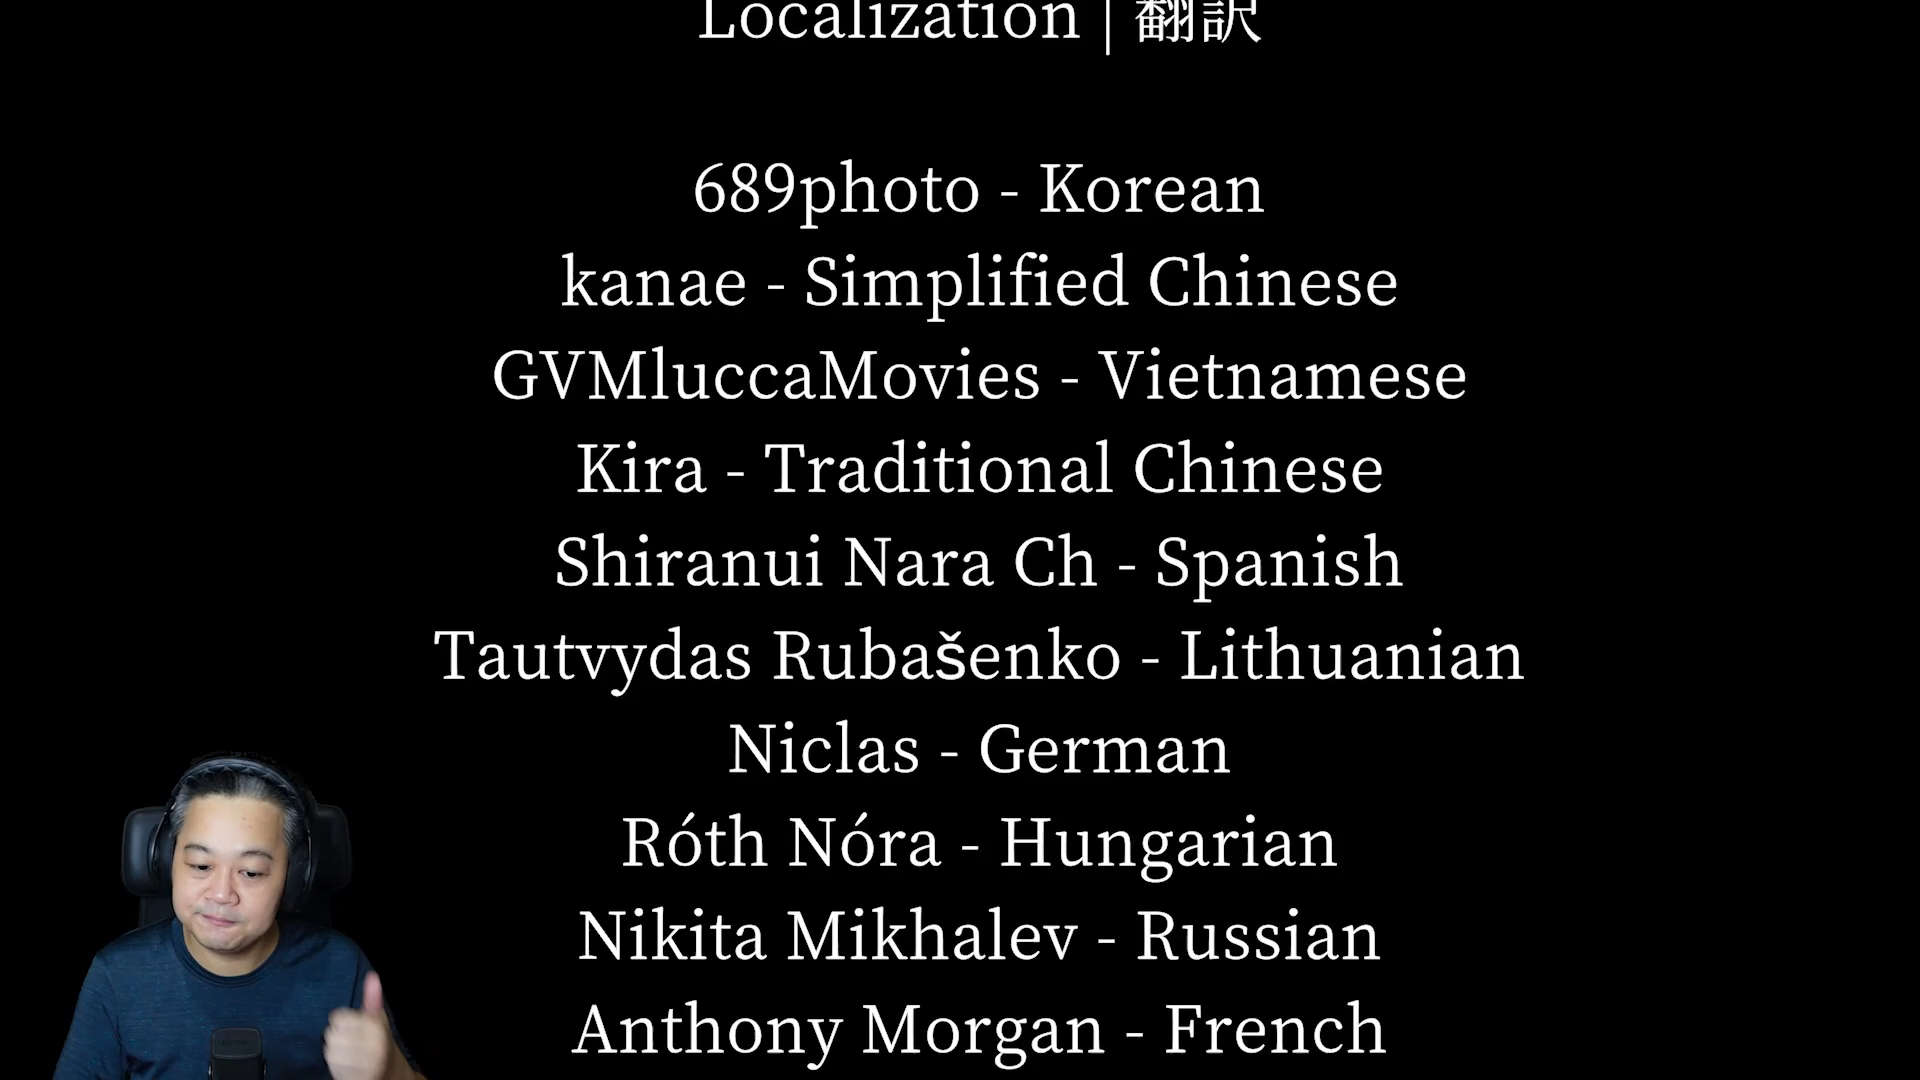 Localization | 翻訳
689photo - Korean
kanae - Simplified Chinese
GVMluccaMovies - Vietnamese
Kira - Traditional Chinese
Shiranui Nara Ch - Spanish
Tautvydas Rubašenko - Lithuanian
Niclas - German
Róth Nóra - Hungarian
Nikita Mikhalev - Russian
Anthony Morgan - French